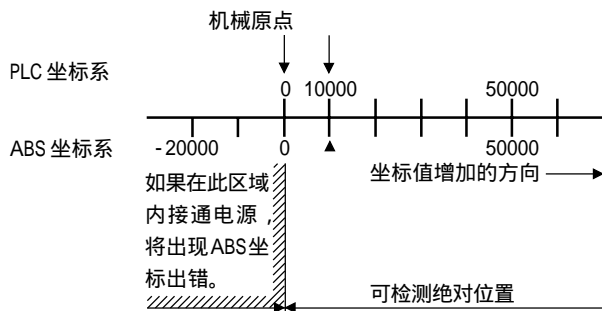 机械原点
PLC 坐标系
0 10000 50000
ABS 坐标系
-20000 0 50000
坐标值增加的方向
如果在此区域
内接通电源，
将出现ABS坐
标出错。
可检测绝对位置